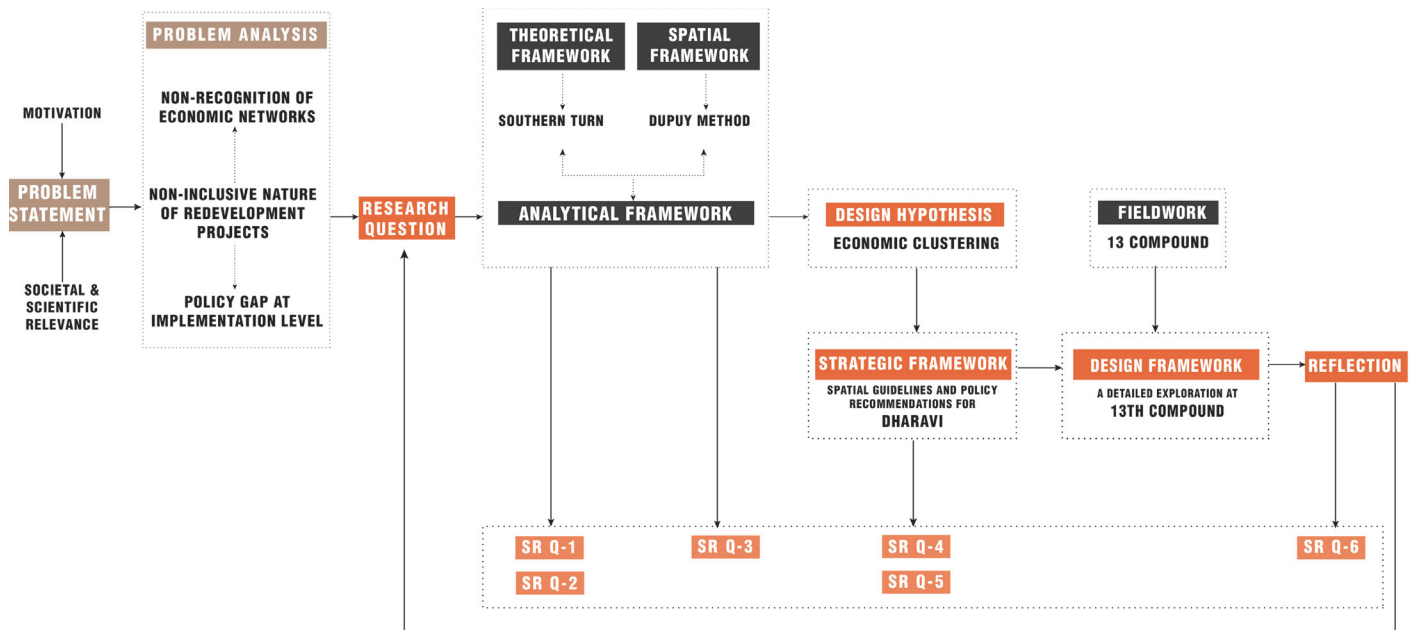 MOTIVATION
PROBLEM
STATEMENT
SOCIETAL &
SCIENTIFIC
RELEVANCE
PROBLEM ANALYSIS
NON-RECOGNITION OF
ECONOMIC NETWORKS
NON-INCLUSIVE NATURE
OF REDEVELOPMENT
PROJECTS
POLICY GAP AT
IMPLEMENTATION LEVEL
RESEARCH
QUESTION
THEORETICAL
FRAMEWORK
SPATIAL
FRAMEWORK
SOUTHERN TURN
DUPUY METHOD
ANALYTICAL FRAMEWORK
DESIGN HYPOTHESIS
ECONOMIC CLUSTERING
FIELDWORK
13 COMPOUND
STRATEGIC FRAMEWORK
SPATIAL GUIDELINES AND POLICY
RECOMMENDATIONS FOR
DHARAVI
DESIGN FRAMEWORK
A DETAILED EXPLORATION AT
13TH COMPOUND
REFLECTION
SR Q-1
SR Q-2
SR Q-3
SR Q-4
SR Q-5
SR Q-6